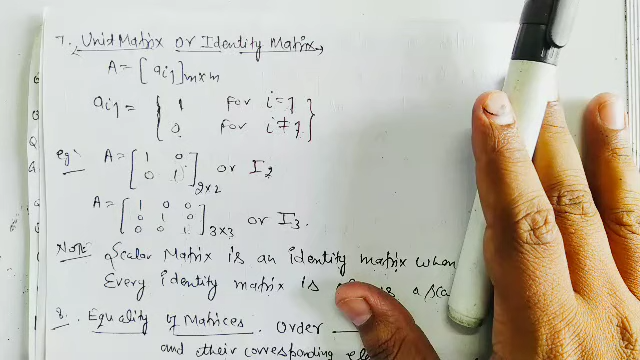 7. Unit Matrix or Identity Matrix
A = [aij]m×m
aij = { 1 for i=j
0 for i≠j }
eg: A = [ 1 0
0 1 ]2×2 or I2
A = [ 1 0 0
0 1 0
0 0 1 ]3×3 or I3.
NOTE: Scalar Matrix is an identity matrix when
Every identity matrix is a
8. Equality of Matrices. Order
and their corresponding